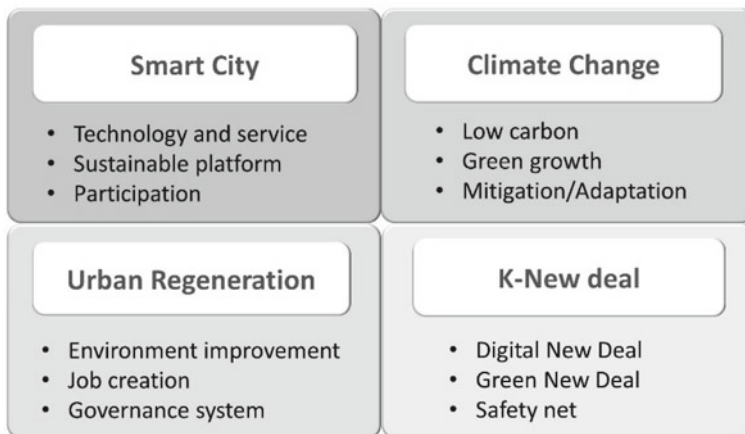 Smart City
• Technology and service
• Sustainable platform
• Participation
Climate Change
• Low carbon
• Green growth
• Mitigation/Adaptation
Urban Regeneration
• Environment improvement
• Job creation
• Governance system
K-New deal
• Digital New Deal
• Green New Deal
• Safety net